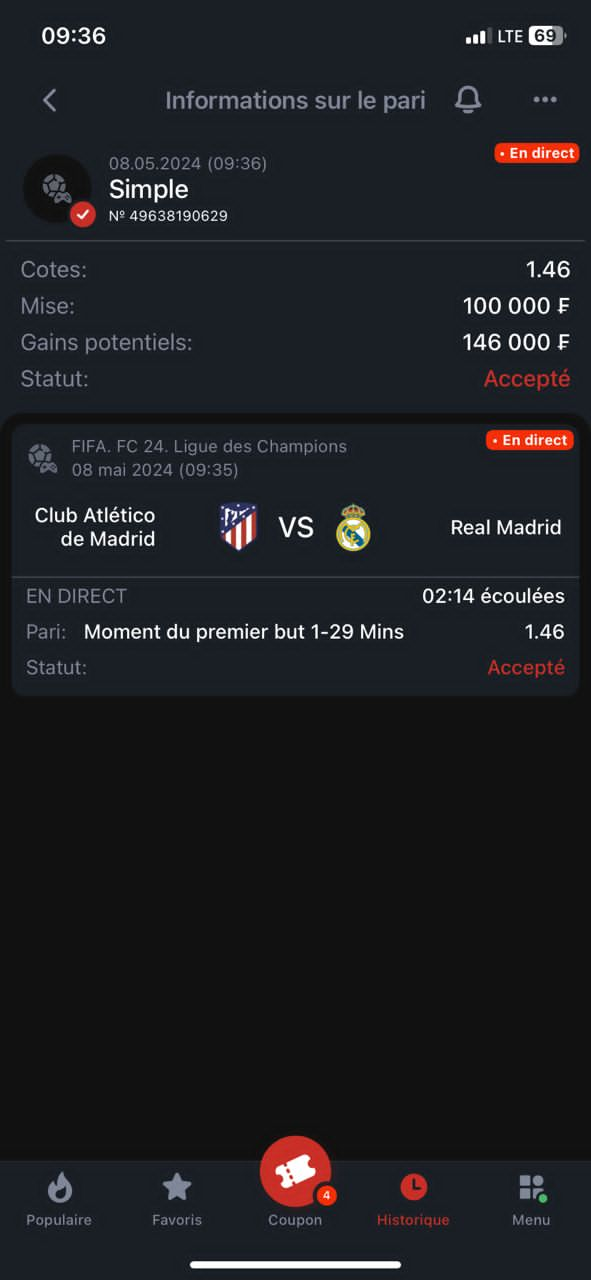 09:36 LTE 69
Informations sur le pari
• En direct
08.05.2024 (09:36)
Simple
Nº 49638190629
Cotes: 1.46
Mise: 100 000 ₣
Gains potentiels: 146 000 ₣
Statut: Accepté
• En direct
FIFA. FC 24. Ligue des Champions
08 mai 2024 (09:35)
Club Atlético
de Madrid
VS
Real Madrid
EN DIRECT 02:14 écoulées
Pari: Moment du premier but 1-29 Mins 1.46
Statut: Accepté
4
Populaire Favoris Coupon Historique Menu